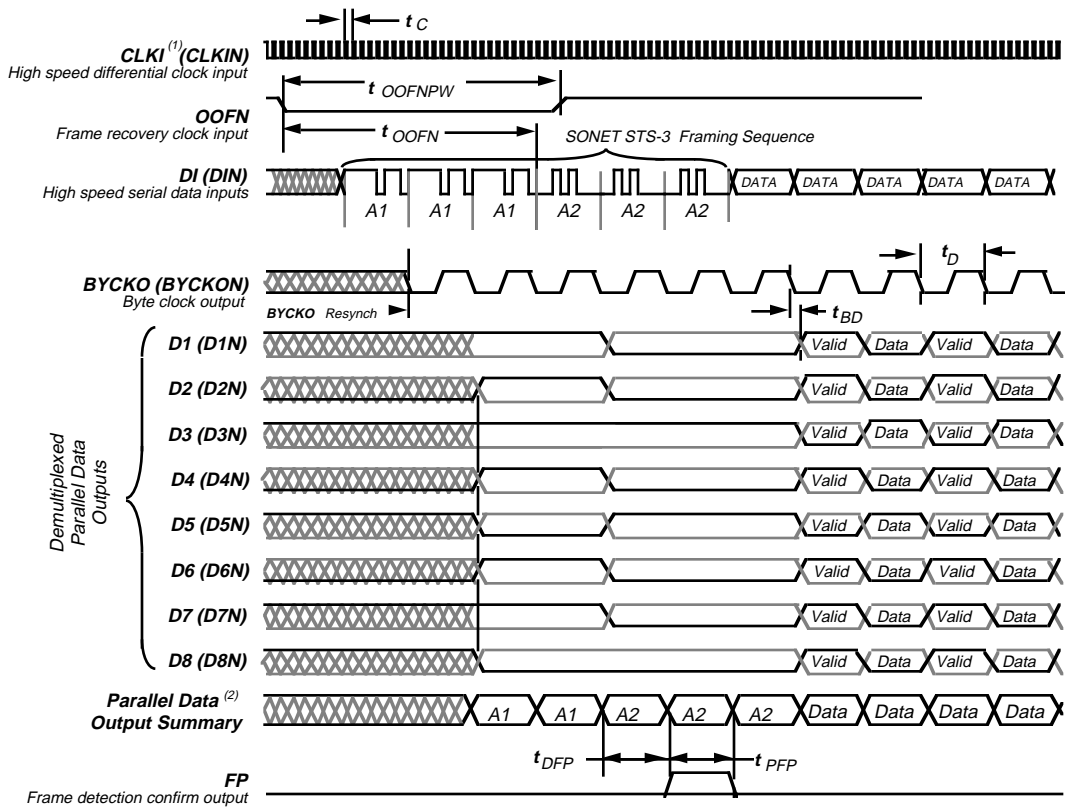 t C
CLKI (1) (CLKIN)
High speed differential clock input
t OOFNPW
OOFN
Frame recovery clock input
t OOFN
SONET STS-3 Framing Sequence
DI (DIN)
High speed serial data inputs
DATA DATA DATA DATA DATA
A1 A1 A1 A2 A2 A2
BYCKO (BYCKON)
Byte clock output
t D
BYCKO Resynch
t BD
D1 (D1N) Valid Data Valid Data
D2 (D2N) Valid Data Valid Data
D3 (D3N) Valid Data Valid Data
D4 (D4N) Valid Data Valid Data
D5 (D5N) Valid Data Valid Data
D6 (D6N) Valid Data Valid Data
D7 (D7N) Valid Data Valid Data
D8 (D8N) Valid Data Valid Data
Demultiplexed
Parallel Data
Outputs
Parallel Data (2)
Output Summary
A1 A1 A2 A2 A2 Data Data Data Data
t DFP t PFP
FP
Frame detection confirm output